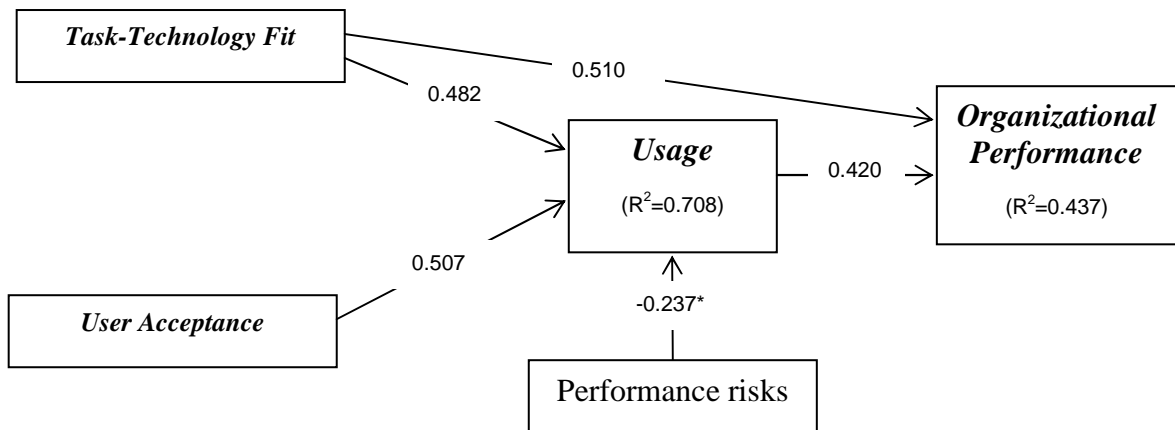 Task-Technology Fit
0.510
0.482
Organizational
Performance
(R²=0.437)
Usage
(R²=0.708)
0.420
0.507
User Acceptance
-0.237*
Performance risks